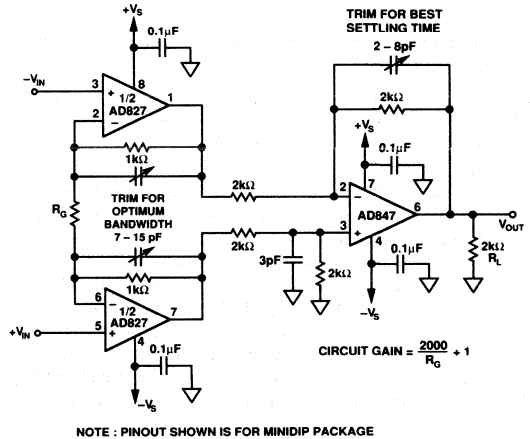 +VS
0.1µF
TRIM FOR BEST
SETTLING TIME
2 – 8pF
–VIN
3
+
8
1/2
AD827
1
2
–
2kΩ
+VS
0.1µF
1kΩ
RG
TRIM FOR
OPTIMUM
BANDWIDTH
7 – 15 pF
2kΩ
2
–
7
AD847
6
VOUT
2kΩ
3
+
4
0.1µF
2kΩ
RL
3pF
2kΩ
1kΩ
–VS
6
–
1/2
AD827
7
+VIN
5
+
4
0.1µF
–VS
CIRCUIT GAIN = 2000 / RG + 1
NOTE : PINOUT SHOWN IS FOR MINIDIP PACKAGE